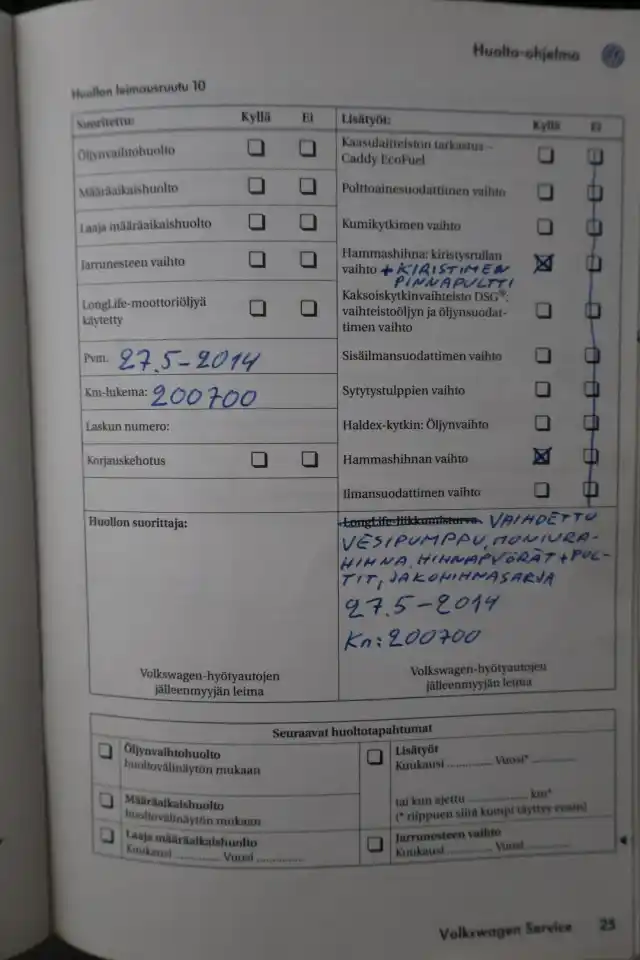 Huolto-ohjelma
Huollon leimausruutu 10
Suoritettu: Kyllä Ei
Öljynvaihtohuolto
Määräaikaishuolto
Laaja määräaikaishuolto
Jarrunesteen vaihto
LongLife-moottoriöljyä
käytetty
Pvm: 27.5-2014
Km-lukema: 200700
Laskun numero:
Korjauskehotus
Huollon suorittaja:
Volkswagen-hyötyautojen
jälleenmyyjän leima
Lisätyöt: Kyllä Ei
Kaasulaitteiston tarkastus –
Caddy EcoFuel
Polttoainesuodattimen vaihto
Kumikytkimen vaihto
Hammashihna: kiristysrullan
vaihto + KIRISTIMEN
PINNAPULTTI
Kaksoiskytkinvaihteisto DSG®:
vaihteistoöljyn ja öljynsuodat-
timen vaihto
Sisäilmansuodattimen vaihto
Sytytystulppien vaihto
Haldex-kytkin: Öljynvaihto
Hammashihnan vaihto
Ilmansuodattimen vaihto
LongLife-liikkumisturva VAIHDETTU
VESIPUMPPU, MONIURA-
HIHNA, HIHNAPYÖRÄT + PUL-
TIT, JAKOHIHNASARJA
27.5-2014
Km: 200700
Volkswagen-hyötyautojen
jälleenmyyjän leima
Seuraavat huoltotapahtumat
Öljynvaihtohuolto
huoltovälinäytön mukaan
Määräaikaishuolto
huoltovälinäytön mukaan
Laaja määräaikaishuolto
Kuukausi ............ Vuosi ............
Lisätyöt
Kuukausi ............ Vuosi* ............
tai kun ajettu ............ km*
(* riippuen siitä kumpi täyttyy ensin)
Jarrunesteen vaihto
Kuukausi ............ Vuosi ............
Volkswagen Service 25